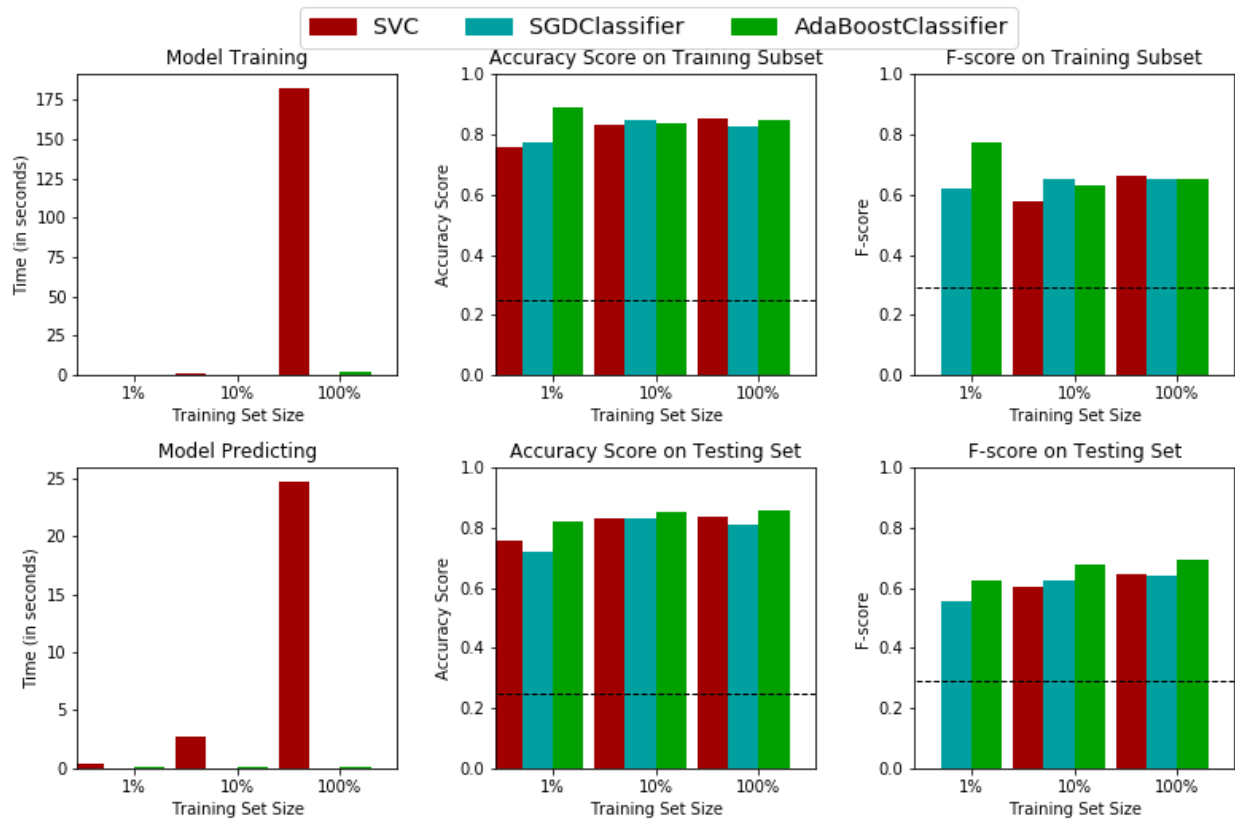 SVC SGDClassifier AdaBoostClassifier
Model Training
Time (in seconds)
175
150
125
100
75
50
25
0
1% 10% 100%
Training Set Size
Accuracy Score on Training Subset
Accuracy Score
1.0
0.8
0.6
0.4
0.2
0.0
1% 10% 100%
Training Set Size
F-score on Training Subset
F-score
1.0
0.8
0.6
0.4
0.2
0.0
1% 10% 100%
Training Set Size
Model Predicting
Time (in seconds)
25
20
15
10
5
0
1% 10% 100%
Training Set Size
Accuracy Score on Testing Set
Accuracy Score
1.0
0.8
0.6
0.4
0.2
0.0
1% 10% 100%
Training Set Size
F-score on Testing Set
F-score
1.0
0.8
0.6
0.4
0.2
0.0
1% 10% 100%
Training Set Size